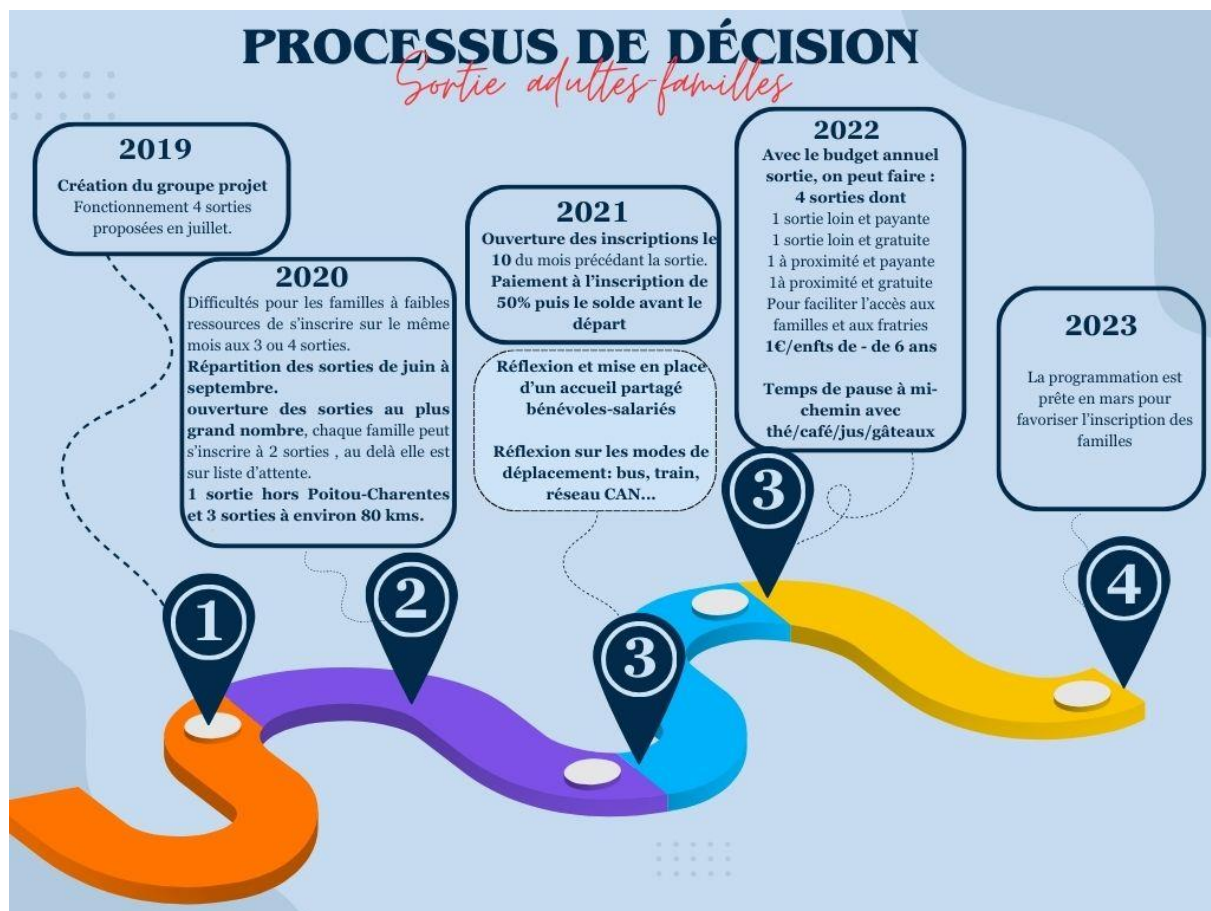 PROCESSUS DE DÉCISION
Sortie adultes-familles
2019
Création du groupe projet
Fonctionnement 4 sorties
proposées en juillet.
2020
Difficultés pour les familles à faibles
ressources de s'inscrire sur le même
mois aux 3 ou 4 sorties.
Répartition des sorties de juin à
septembre.
ouverture des sorties au plus
grand nombre, chaque famille peut
s'inscrire à 2 sorties , au delà elle est
sur liste d'attente.
1 sortie hors Poitou-Charentes
et 3 sorties à environ 80 kms.
2021
Ouverture des inscriptions le
10 du mois précédant la sortie.
Paiement à l'inscription de
50% puis le solde avant le
départ
Réflexion et mise en place
d'un accueil partagé
bénévoles-salariés
Réflexion sur les modes de
déplacement: bus, train,
réseau CAN...
2022
Avec le budget annuel
sortie, on peut faire :
4 sorties dont
1 sortie loin et payante
1 sortie loin et gratuite
1 à proximité et payante
1à proximité et gratuite
Pour faciliter l'accès aux
familles et aux fratries
1€/enfts de - de 6 ans
Temps de pause à mi-
chemin avec
thé/café/jus/gâteaux
2023
La programmation est
prête en mars pour
favoriser l'inscription des
familles
1
2
3
3
4